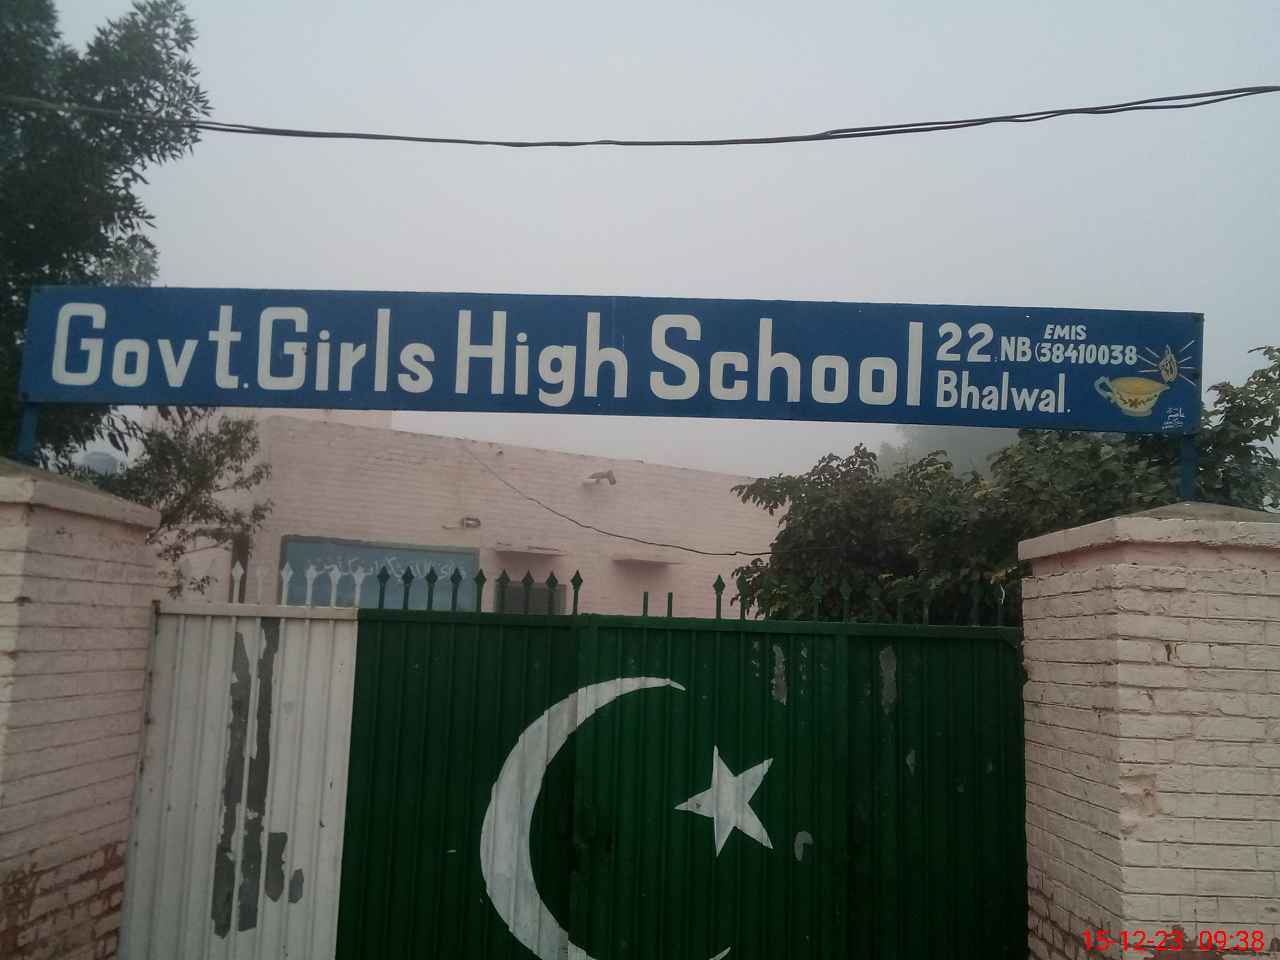 Govt. Girls High School
22 NB EMIS (38410038
Bhalwal.
15-12-23 09:38